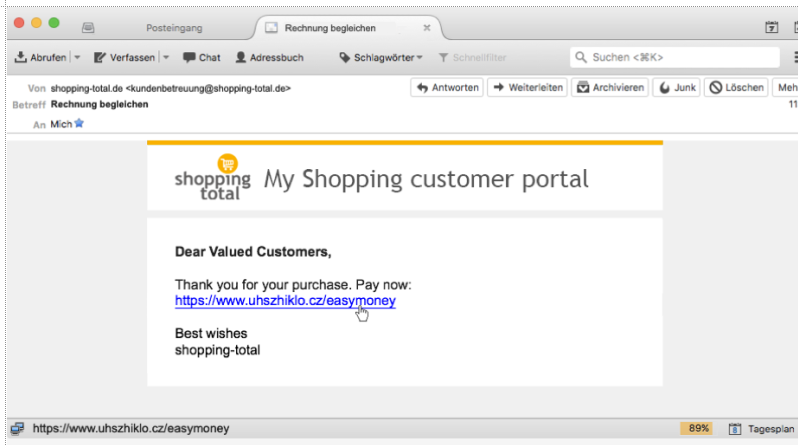 Posteingang
Rechnung begleichen
Abrufen Verfassen Chat Adressbuch Schlagwörter Schnellfilter Suchen <⌘K>
Von shopping-total.de <kundenbetreuung@shopping-total.de> Antworten Weiterleiten Archivieren Junk Löschen Meh
Betreff Rechnung begleichen 11
An Mich
shopping
total
My Shopping customer portal
Dear Valued Customers,
Thank you for your purchase. Pay now:
https://www.uhszhiklo.cz/easymoney
Best wishes
shopping-total
https://www.uhszhiklo.cz/easymoney 89% Tagesplan